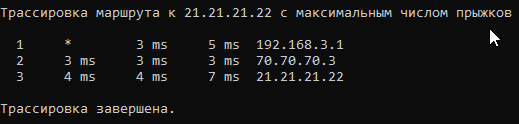 Трассировка маршрута к 21.21.21.22 с максимальным числом прыжков
1 * 3 ms 5 ms 192.168.3.1
2 3 ms 3 ms 3 ms 70.70.70.3
3 4 ms 4 ms 7 ms 21.21.21.22
Трассировка завершена.